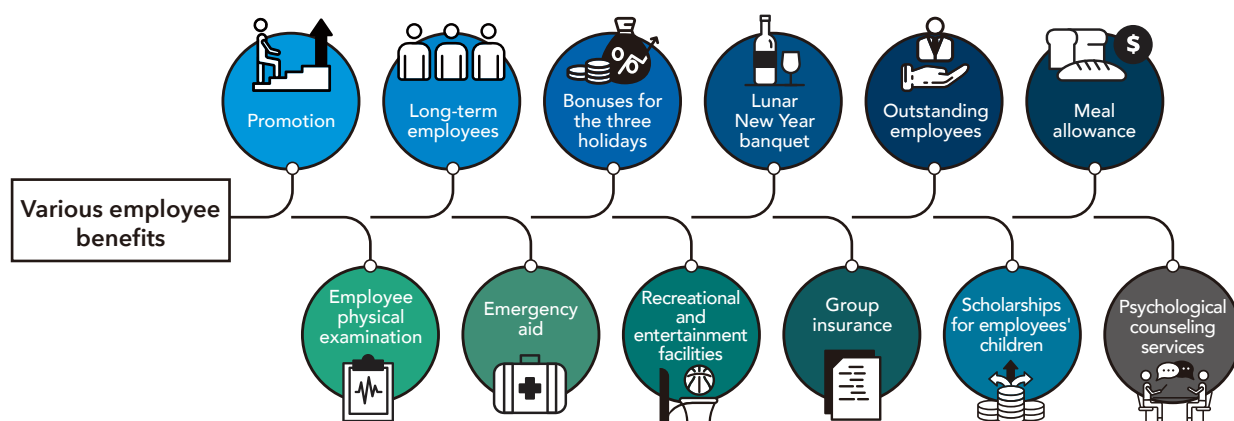 Various employee
benefits
Promotion
Long-term
employees
Bonuses for
the three
holidays
Lunar
New Year
banquet
Outstanding
employees
$
Meal
allowance
Employee
physical
examination
Emergency
aid
Recreational
and
entertainment
facilities
Group
insurance
Scholarships
for employees'
children
Psychological
counseling
services